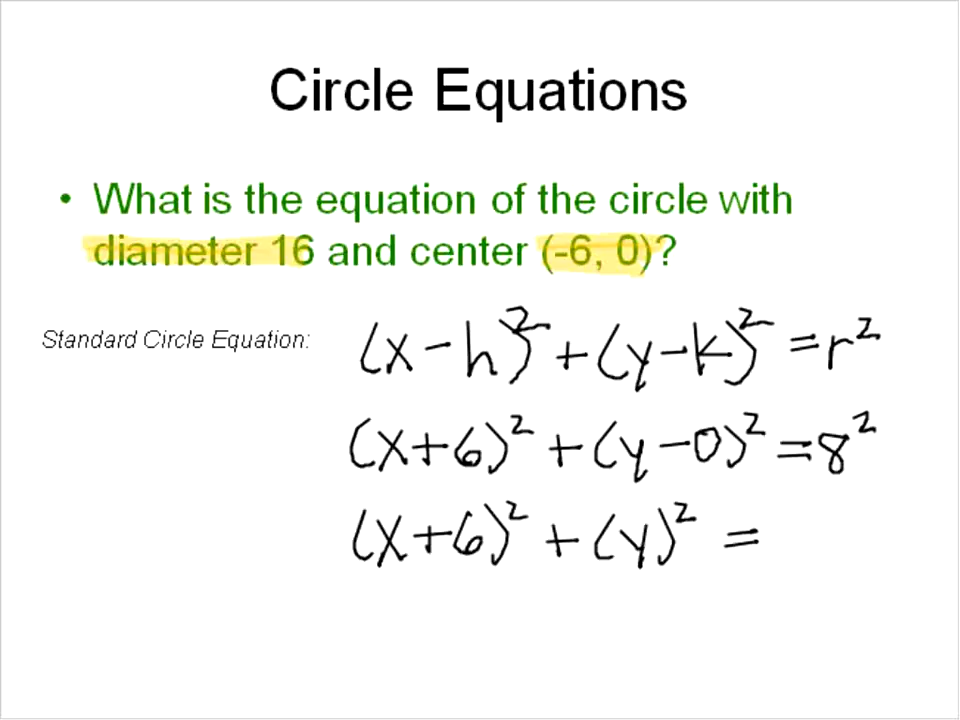 Circle Equations
• What is the equation of the circle with
diameter 16 and center (-6, 0)?
Standard Circle Equation: (x-h)²+(y-k)²=r²
(x+6)²+(y-0)²=8²
(x+6)²+(y)²=